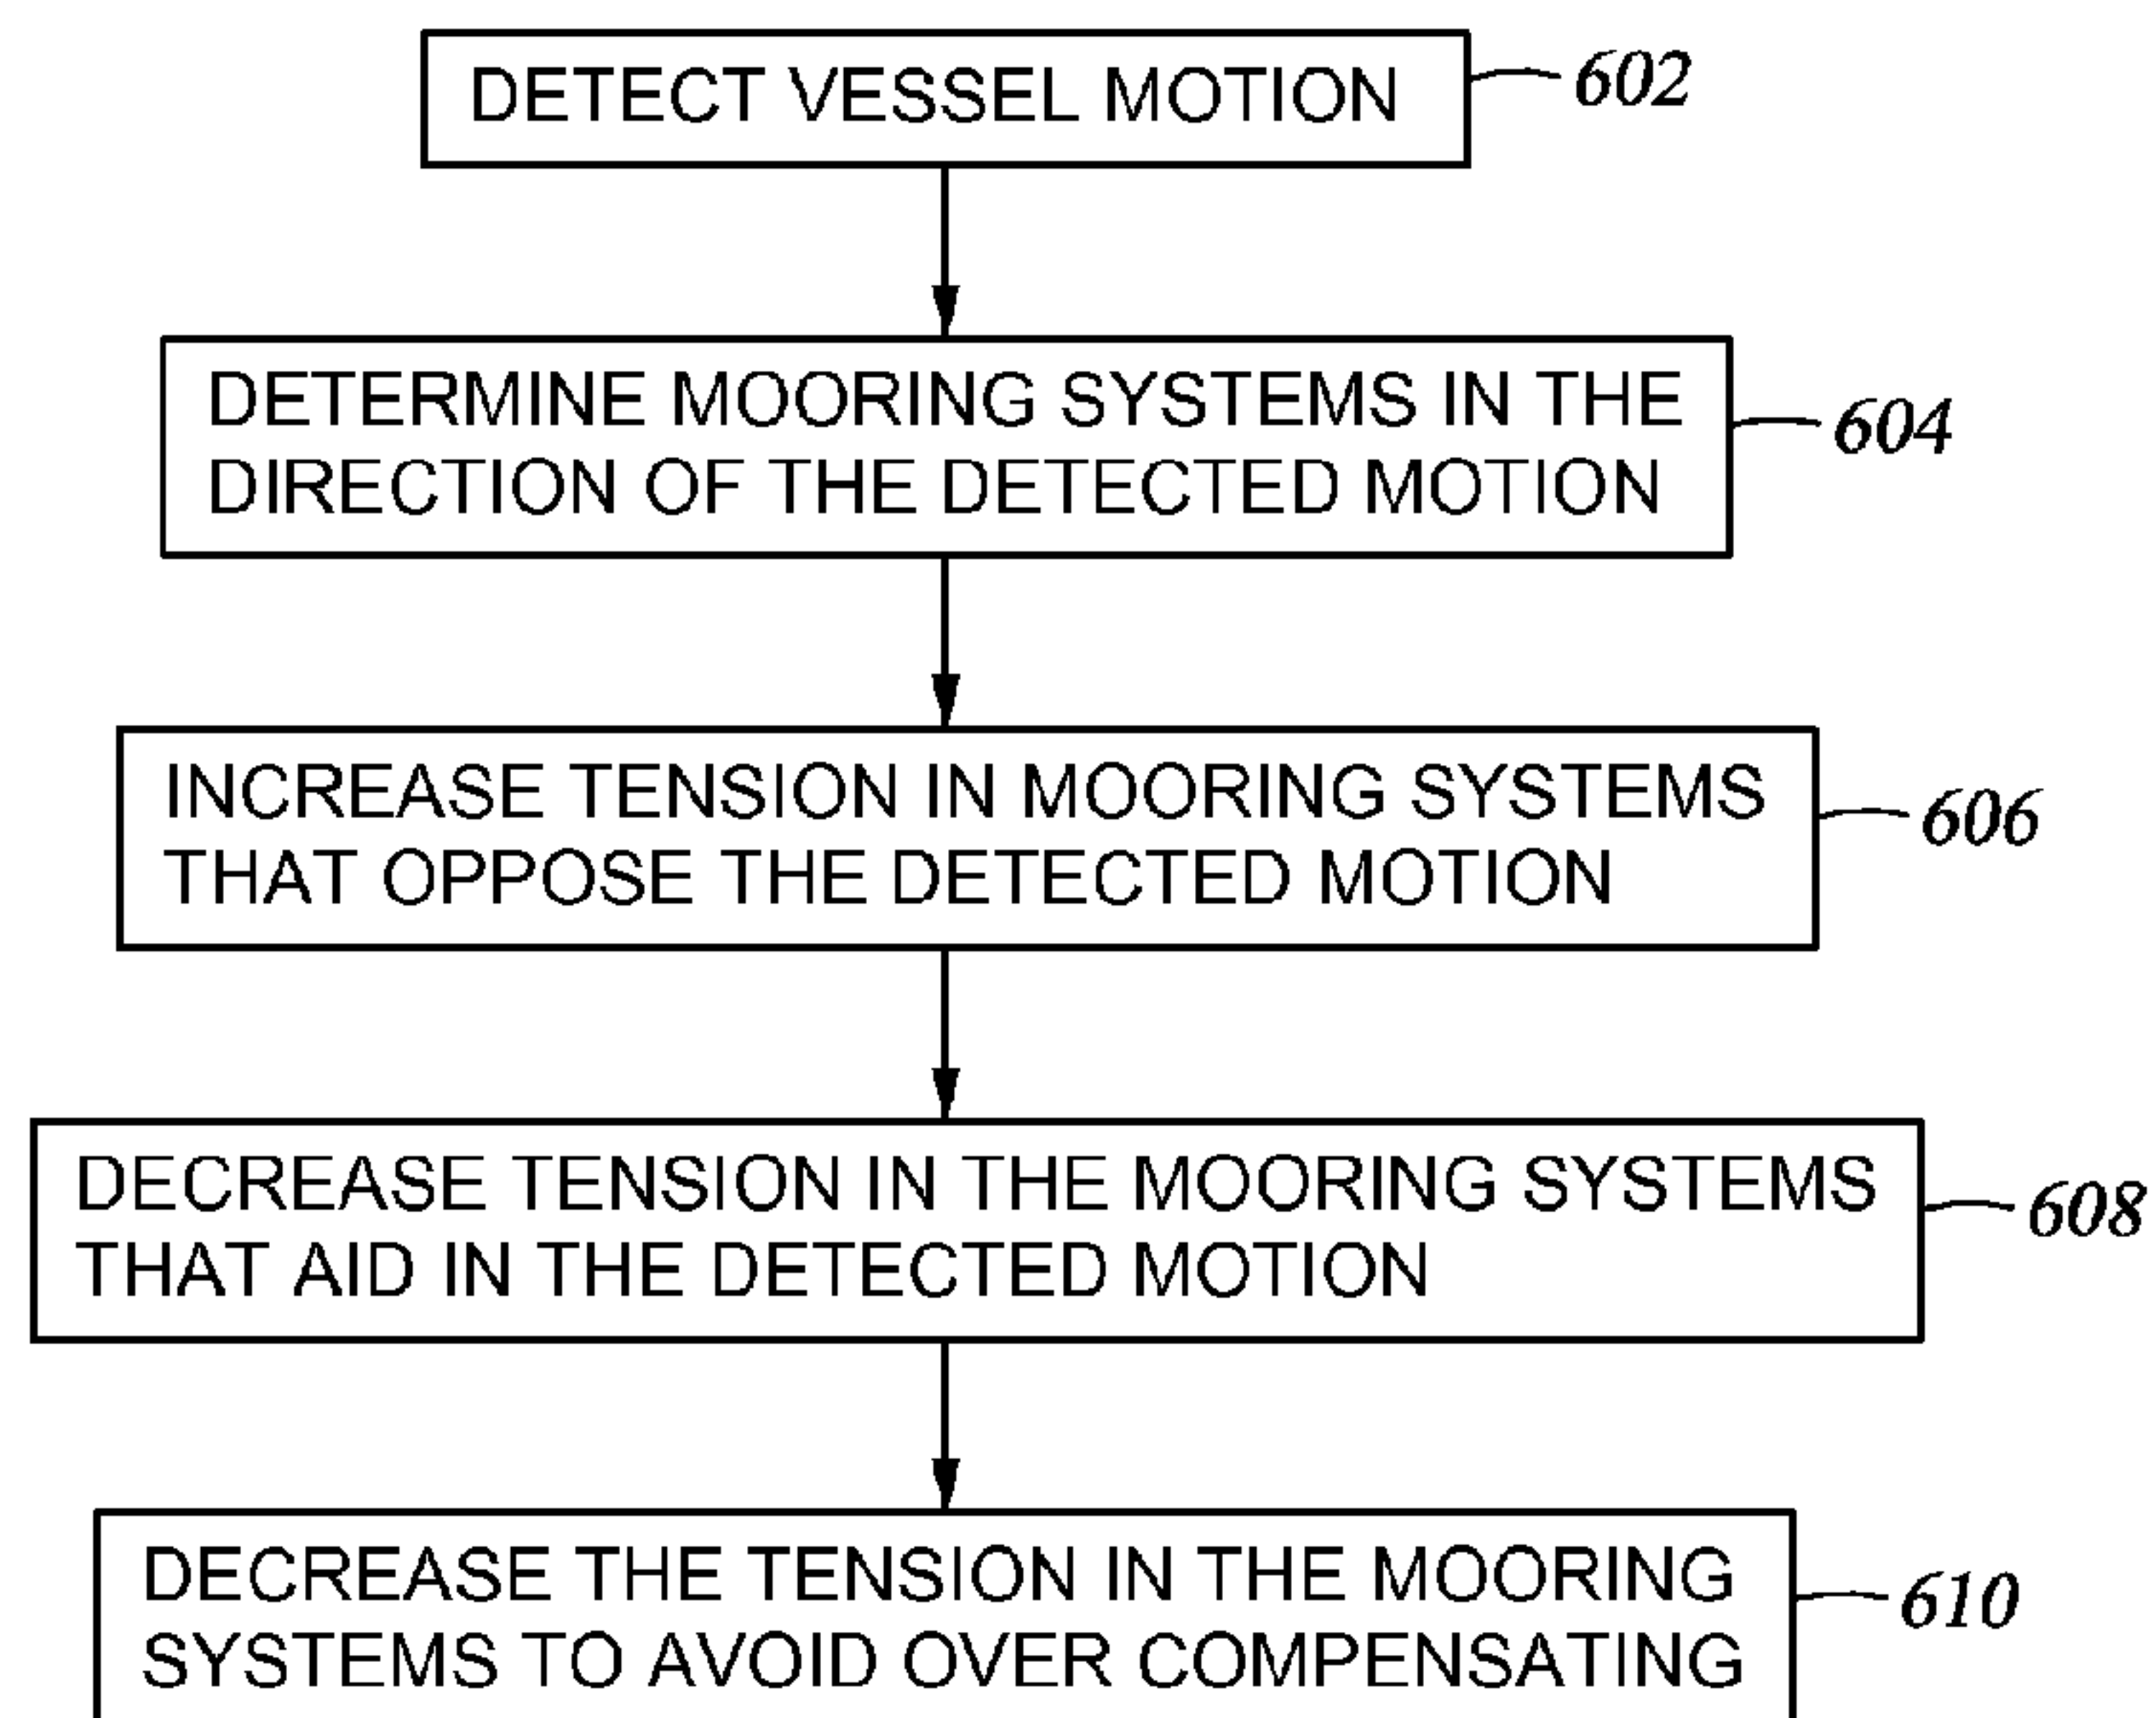 DETECT VESSEL MOTION
602
DETERMINE MOORING SYSTEMS IN THE
DIRECTION OF THE DETECTED MOTION
604
INCREASE TENSION IN MOORING SYSTEMS
THAT OPPOSE THE DETECTED MOTION
606
DECREASE TENSION IN THE MOORING SYSTEMS
THAT AID IN THE DETECTED MOTION
608
DECREASE THE TENSION IN THE MOORING
SYSTEMS TO AVOID OVER COMPENSATING
610